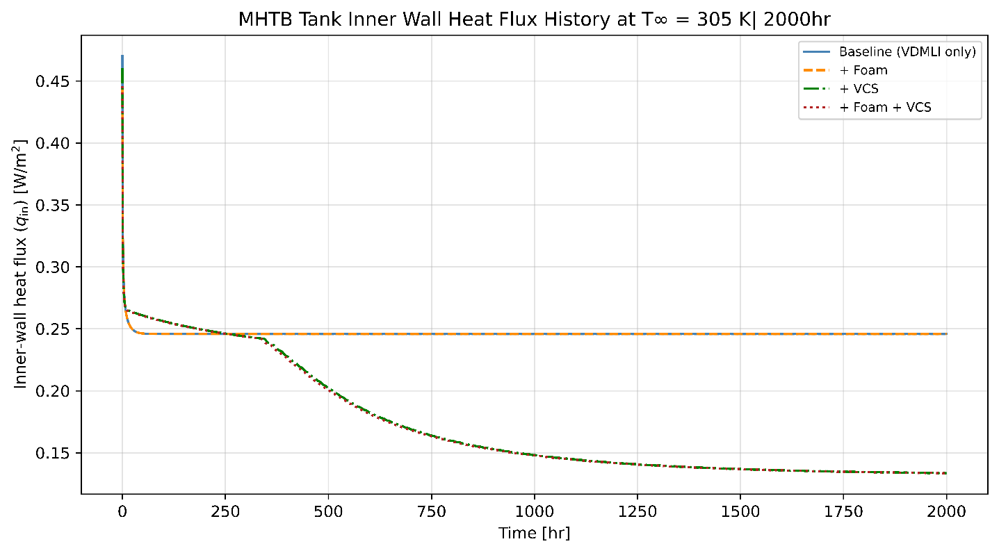 MHTB Tank Inner Wall Heat Flux History at T∞ = 305 K| 2000hr
Inner-wall heat flux (q_in) [W/m²]
0.45
0.40
0.35
0.30
0.25
0.20
0.15
Baseline (VDMLI only)
+ Foam
+ VCS
+ Foam + VCS
0 250 500 750 1000 1250 1500 1750 2000
Time [hr]